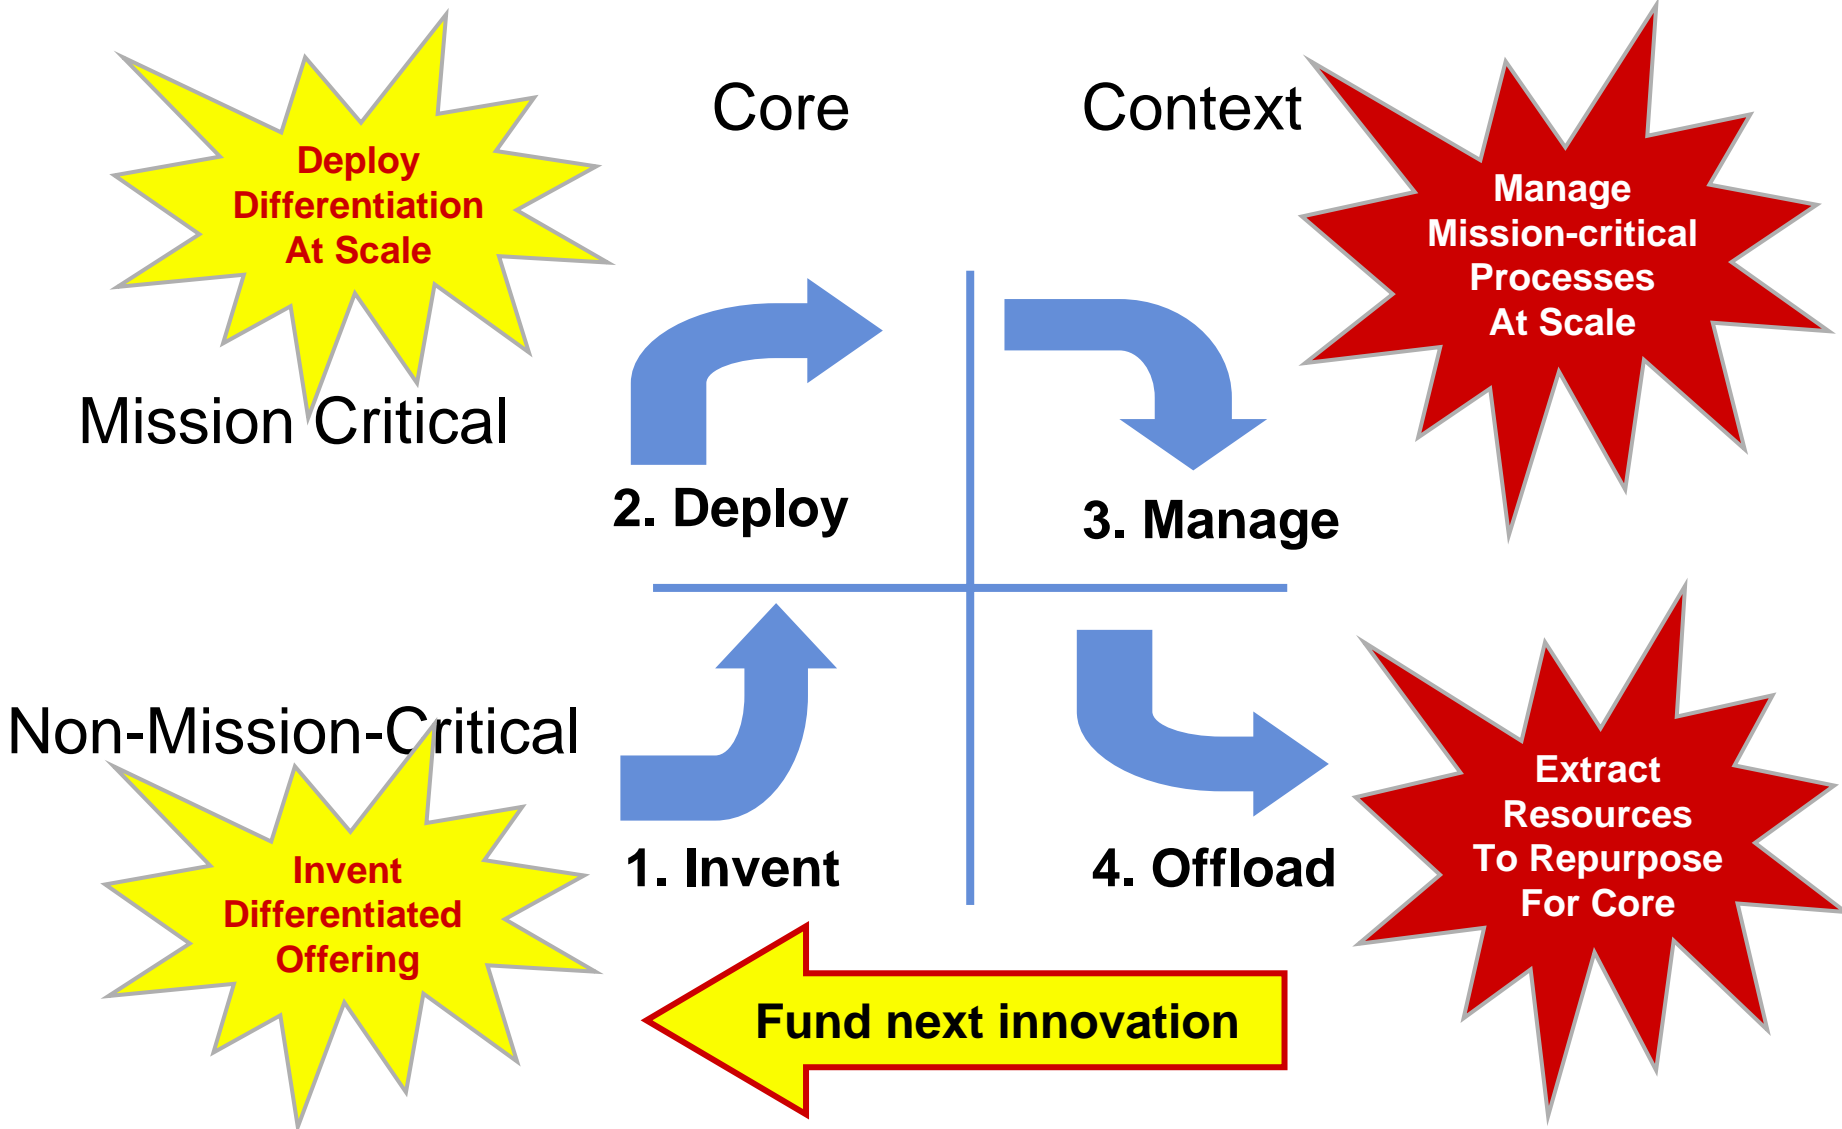 Core
Context
Deploy
Differentiation
At Scale
Manage
Mission-critical
Processes
At Scale
Mission Critical
2. Deploy
3. Manage
Non-Mission-Critical
Invent
Differentiated
Offering
1. Invent
4. Offload
Extract
Resources
To Repurpose
For Core
Fund next innovation